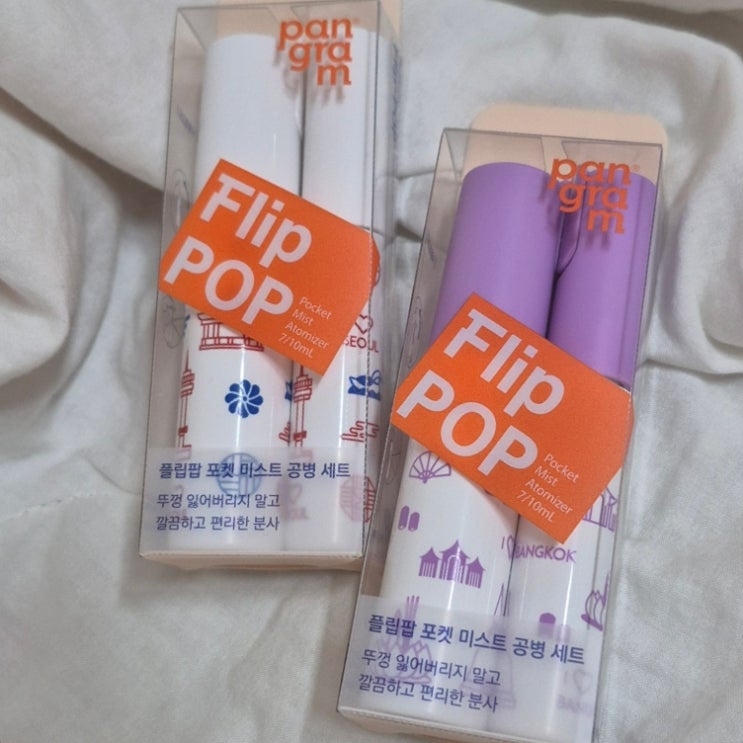 pan
gra
m
Flip
POP
Pocket
Mist
Atomizer
7/10mL
SEOUL
플립팝 포켓 미스트 공병 세트
뚜껑 잃어버리지 말고
깔끔하고 편리한 분사
pan
gra
m
Flip
POP
Pocket
Mist
Atomizer
7/10mL
I
BANGKOK
플립팝 포켓 미스트 공병 세트
뚜껑 잃어버리지 말고
깔끔하고 편리한 분사